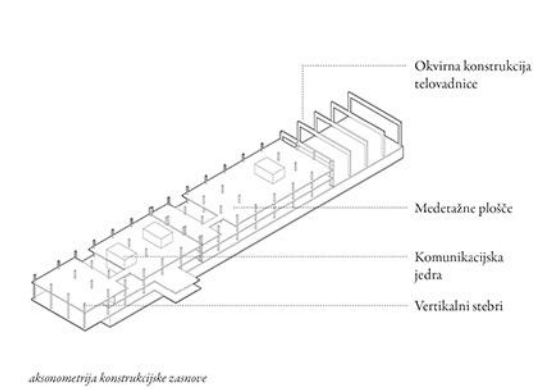 Okvirna konstrukcija
telovadnice
Medetažne plošče
Komunikacijska
jedra
Vertikalni stebri
aksonometrija konstrukcijske zasnove